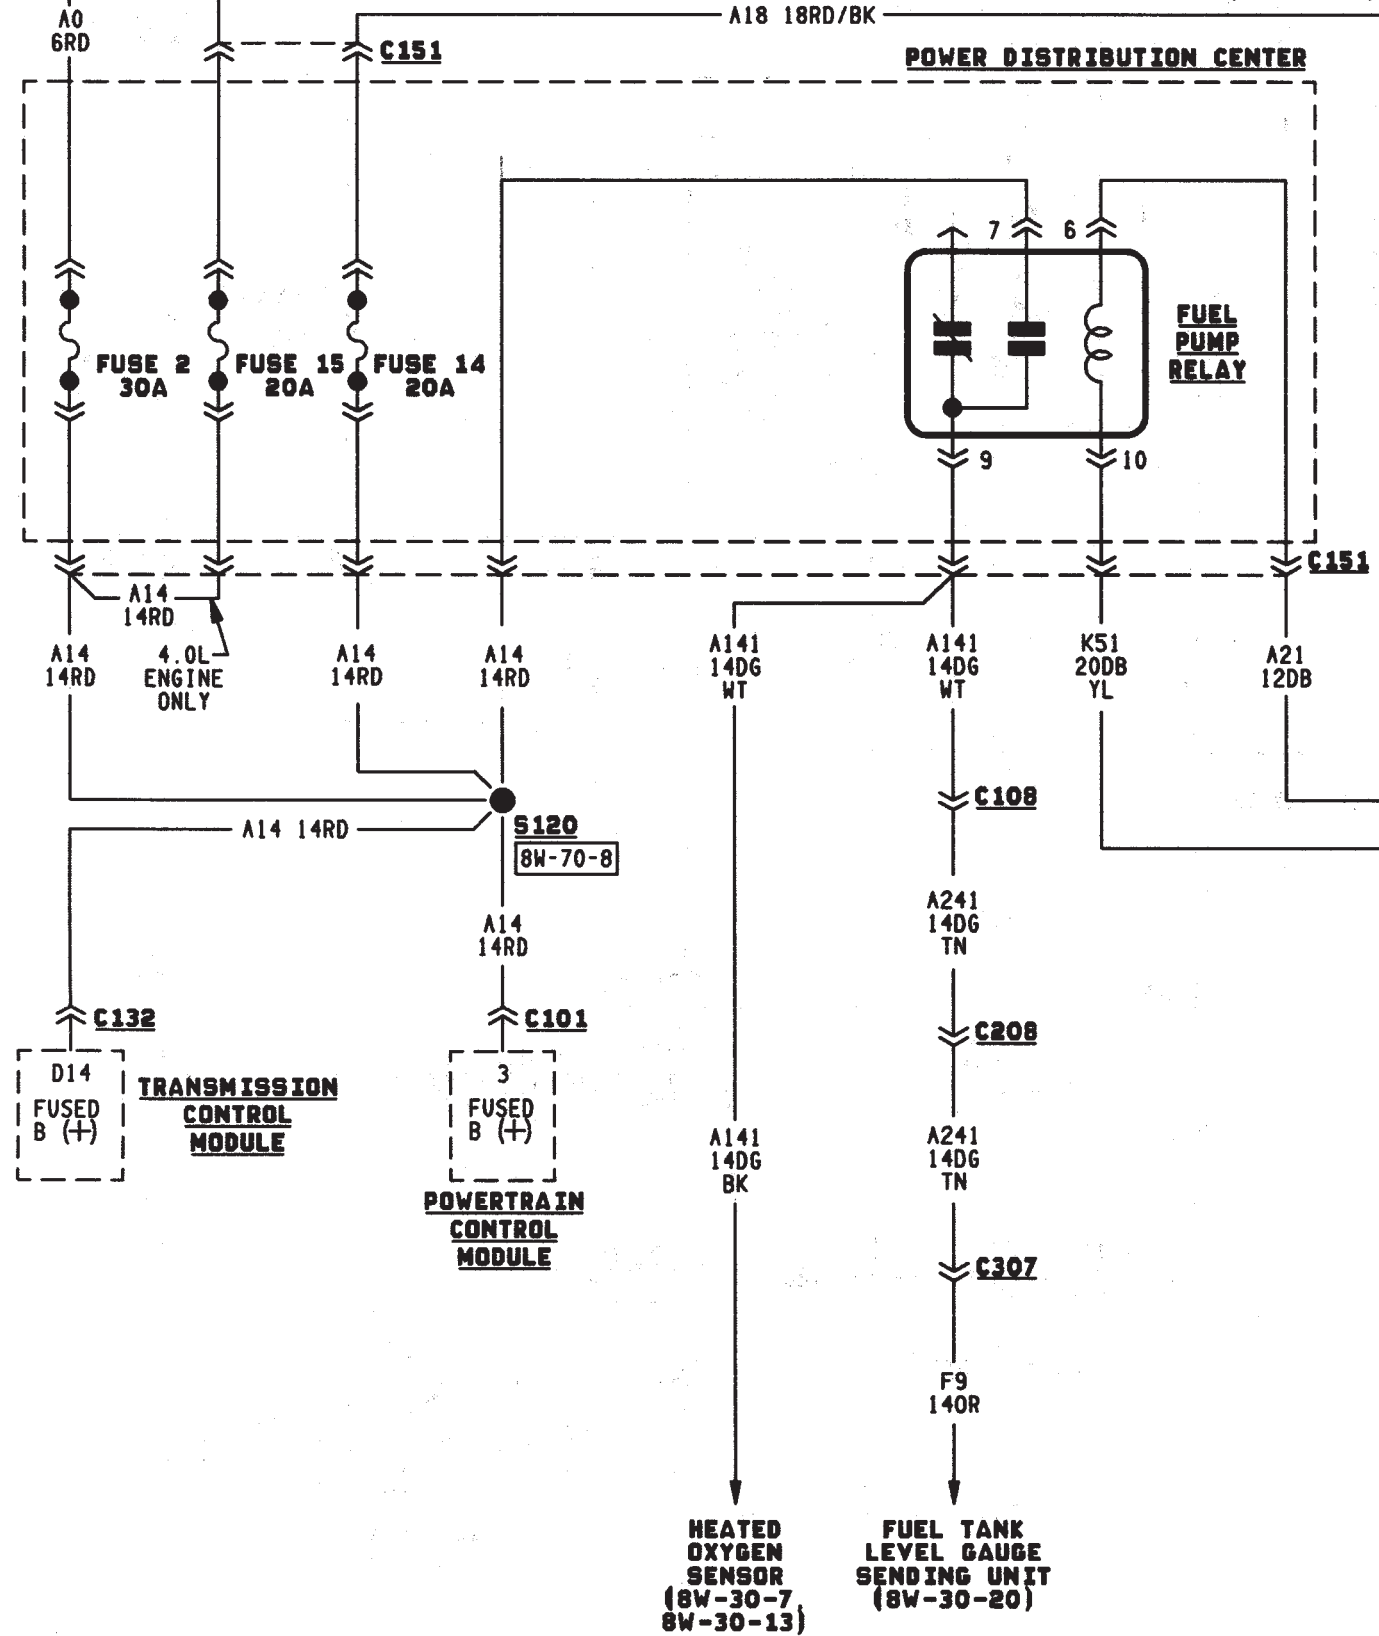 A0
6RD
A18 18RD/BK
C151
POWER DISTRIBUTION CENTER
7
6
FUEL
PUMP
RELAY
FUSE 2
30A
FUSE 15
20A
FUSE 14
20A
9
10
C151
A14
14RD
A14
14RD
4.0L
ENGINE
ONLY
A14
14RD
A14
14RD
A141
14DG
WT
A141
14DG
WT
K51
20DB
YL
A21
12DB
C108
A14 14RD
S120
8W-70-8
A241
14DG
TN
A14
14RD
C132
C101
C208
D14
FUSED
B (+)
TRANSMISSION
CONTROL
MODULE
3
FUSED
B (+)
POWERTRAIN
CONTROL
MODULE
A141
14DG
BK
A241
14DG
TN
C307
F9
14OR
HEATED
OXYGEN
SENSOR
(8W-30-7,
8W-30-13)
FUEL TANK
LEVEL GAUGE
SENDING UNIT
(8W-30-20)